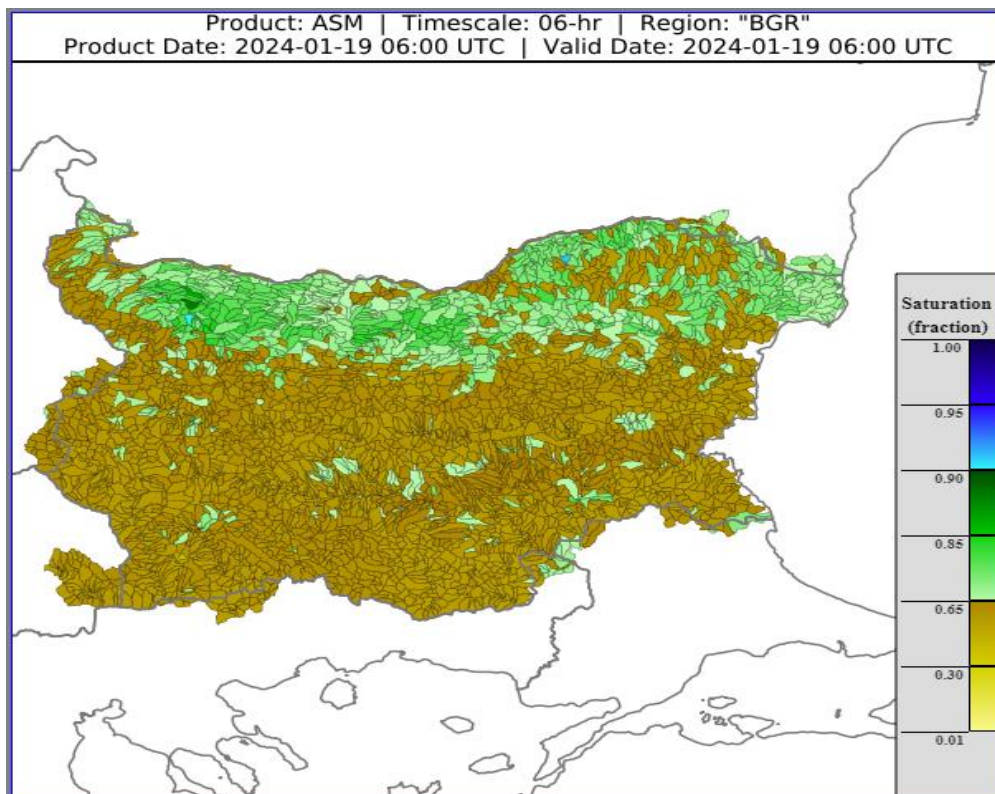 Product: ASM | Timescale: 06-hr | Region: "BGR"
Product Date: 2024-01-19 06:00 UTC | Valid Date: 2024-01-19 06:00 UTC
Saturation
(fraction)
1.00
0.95
0.90
0.85
0.65
0.30
0.01